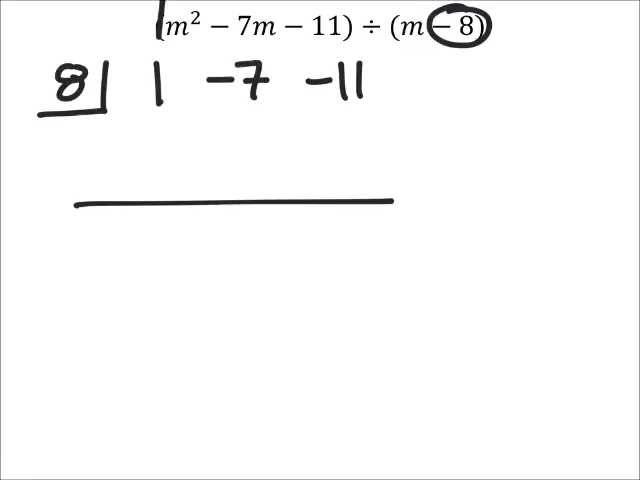 (m² − 7m − 11) ÷ (m − 8)
8 1 -7 -11